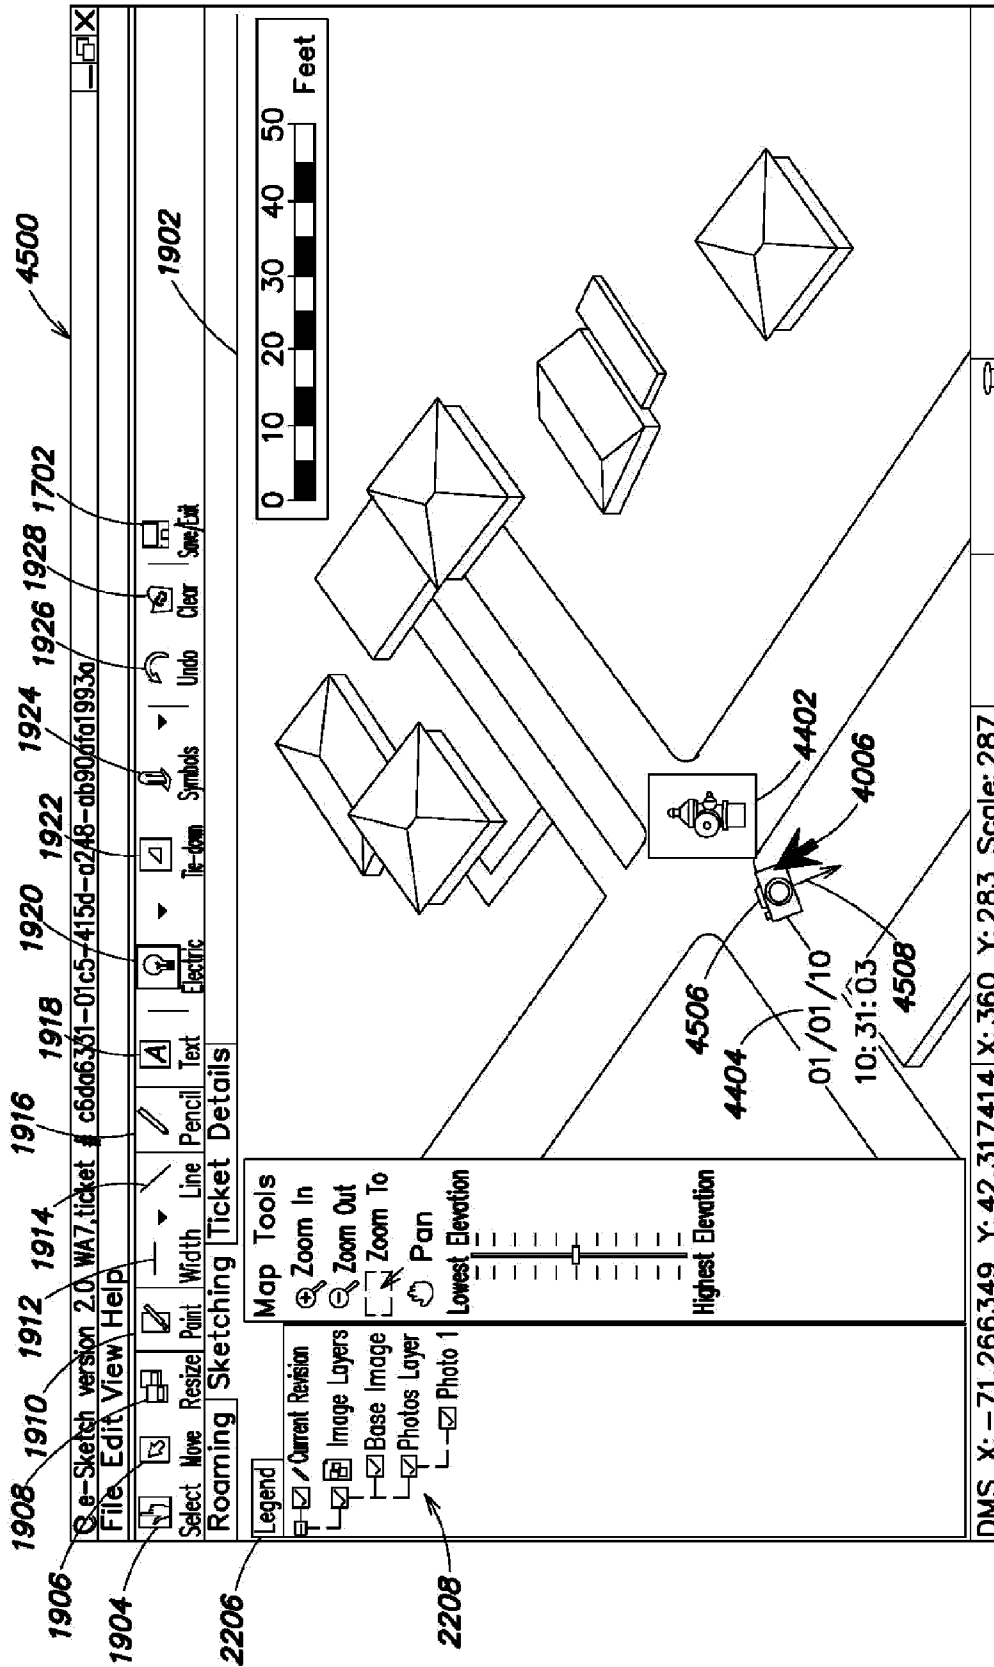 4500
1908
1910
1912
1914
1916
1918
1920
1922
1924
1926
1928
1702
1906
1904
e-Sketch version 2.0 WA7,ticket # c6da6351-01c5-415d-a248-ab90afa1993a
File Edit View Help
Select Move Resize Paint Width Line Pencil Text Electric Tie-down Symbols Undo Clear Save/Exit
1902
Roaming Sketching Ticket Details
2206
Legend
Current Revision
Image Layers
Base Image
Photos Layer
Photo 1
2208
Map Tools
Zoom In
Zoom Out
Zoom To
Pan
Lowest Elevation
Highest Elevation
0 10 20 30 40 50
Feet
4506
4404
01/01/10
10:31:03
4508
4402
4006
DMS X:-71.266349 Y:42.317414 X:360 Y:283 Scale:287